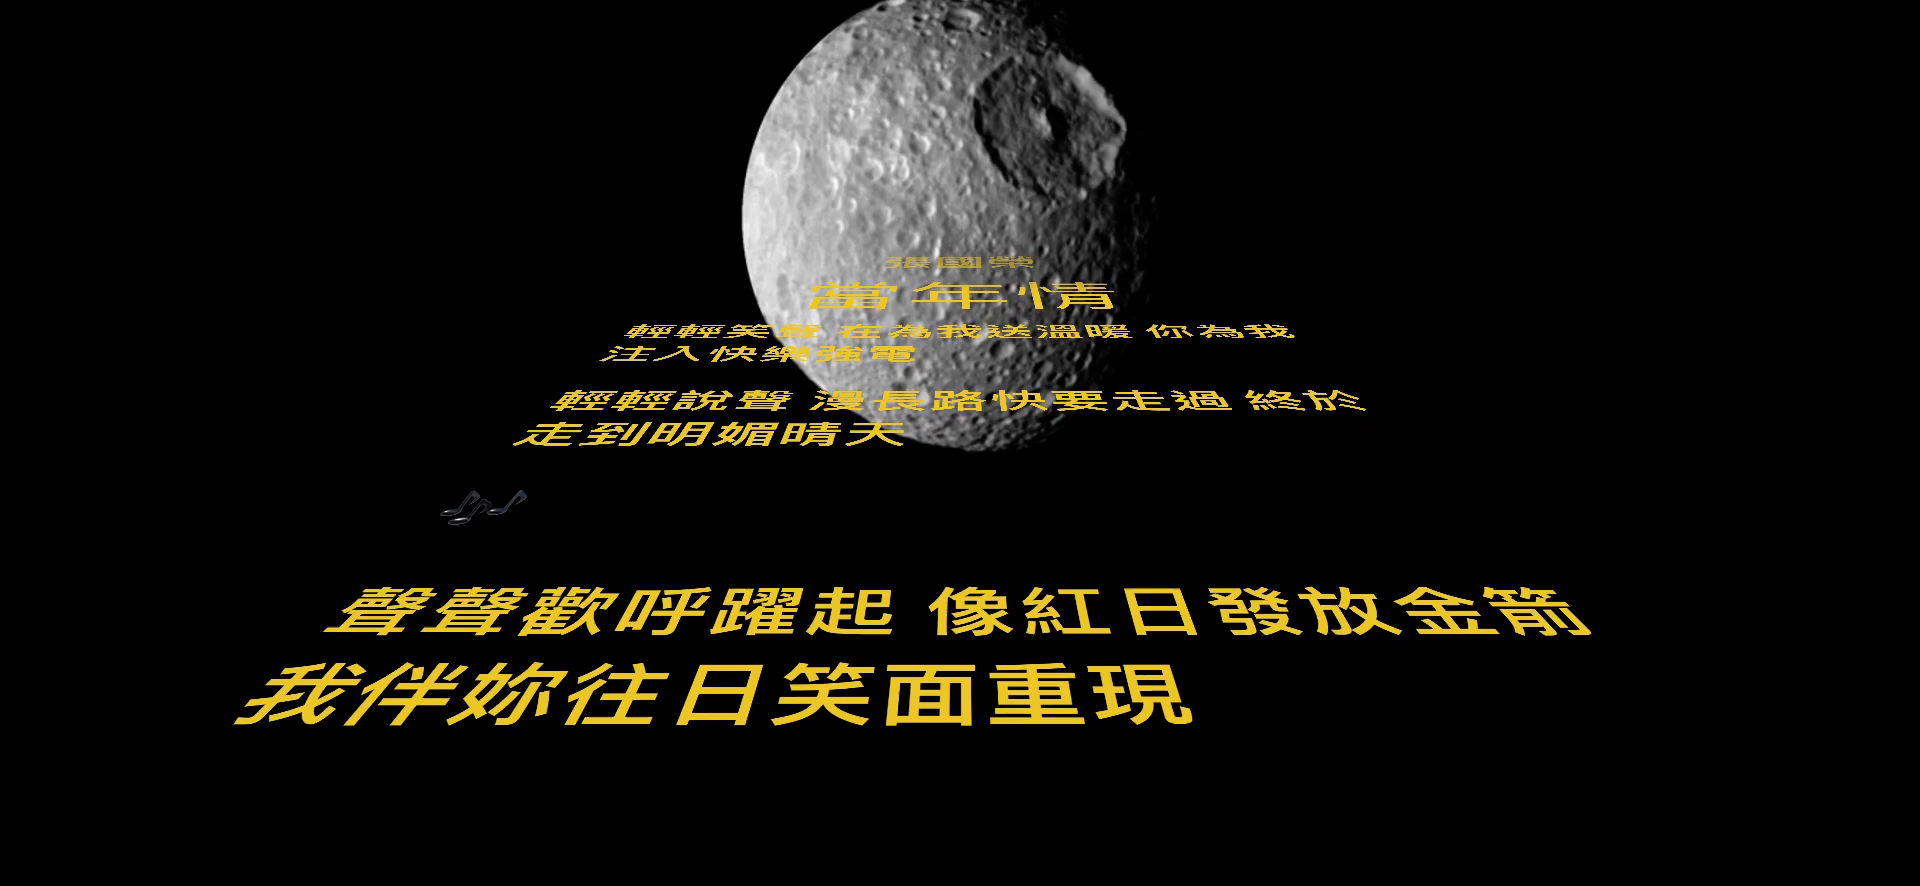 張國榮
當年情
輕輕笑聲 在為我送溫暖 你為我
注入快樂強電
輕輕說聲 漫長路快要走過 終於
走到明媚晴天
聲聲歡呼躍起 像紅日發放金箭
我伴妳往日笑面重現